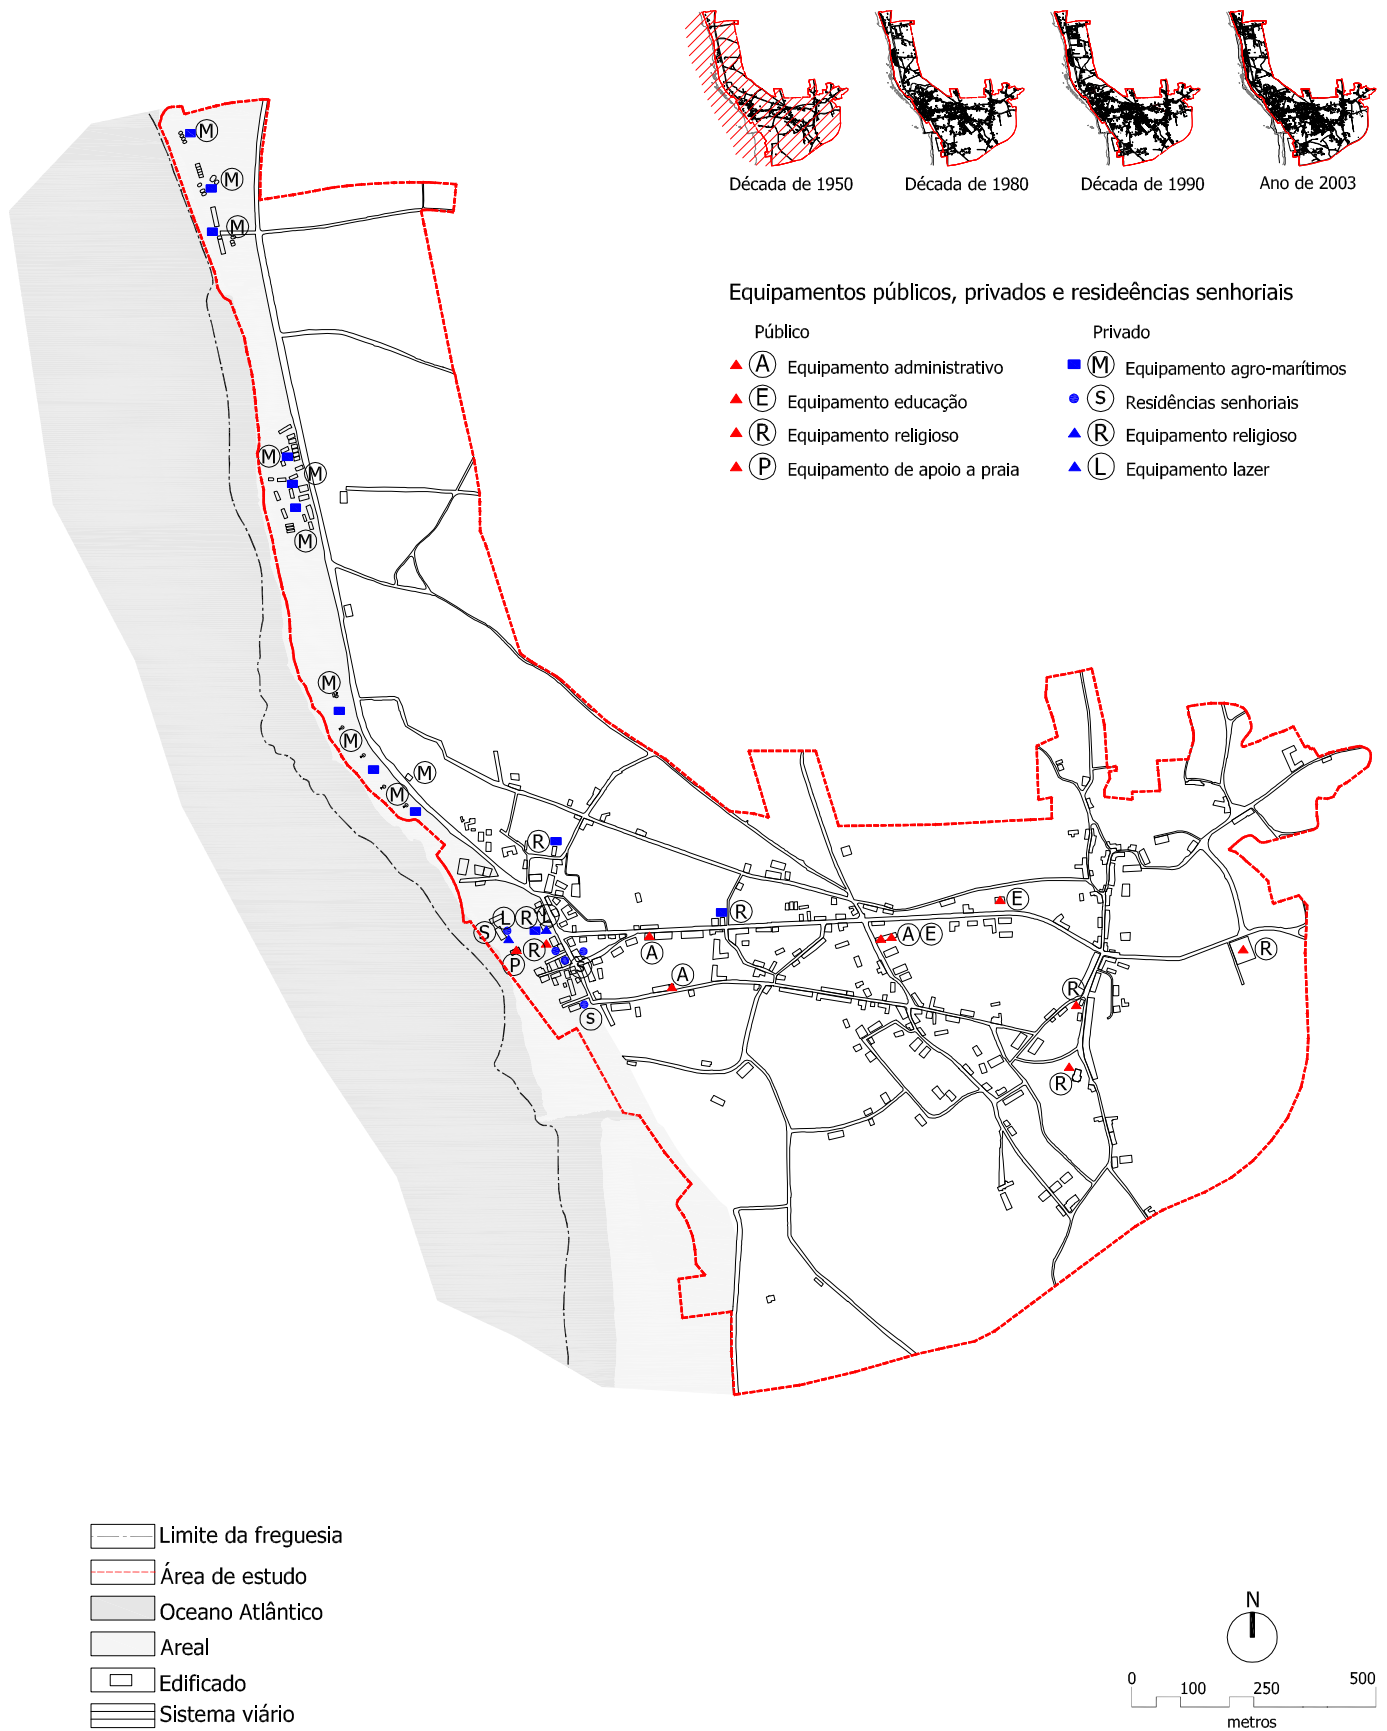 Década de 1950
Década de 1980
Década de 1990
Ano de 2003
Equipamentos públicos, privados e resideências senhoriais
Público
Privado
A Equipamento administrativo
M Equipamento agro-marítimos
E Equipamento educação
S Residências senhoriais
R Equipamento religioso
R Equipamento religioso
P Equipamento de apoio a praia
L Equipamento lazer
M
M
M
M
M
M
M
M
M
M
R
R
E
L R L
S
A E
R
A
R
P
S
A
R
S
R
Limite da freguesia
Área de estudo
Oceano Atlântico
Areal
Edificado
Sistema viário
N
0 100 250 500
metros